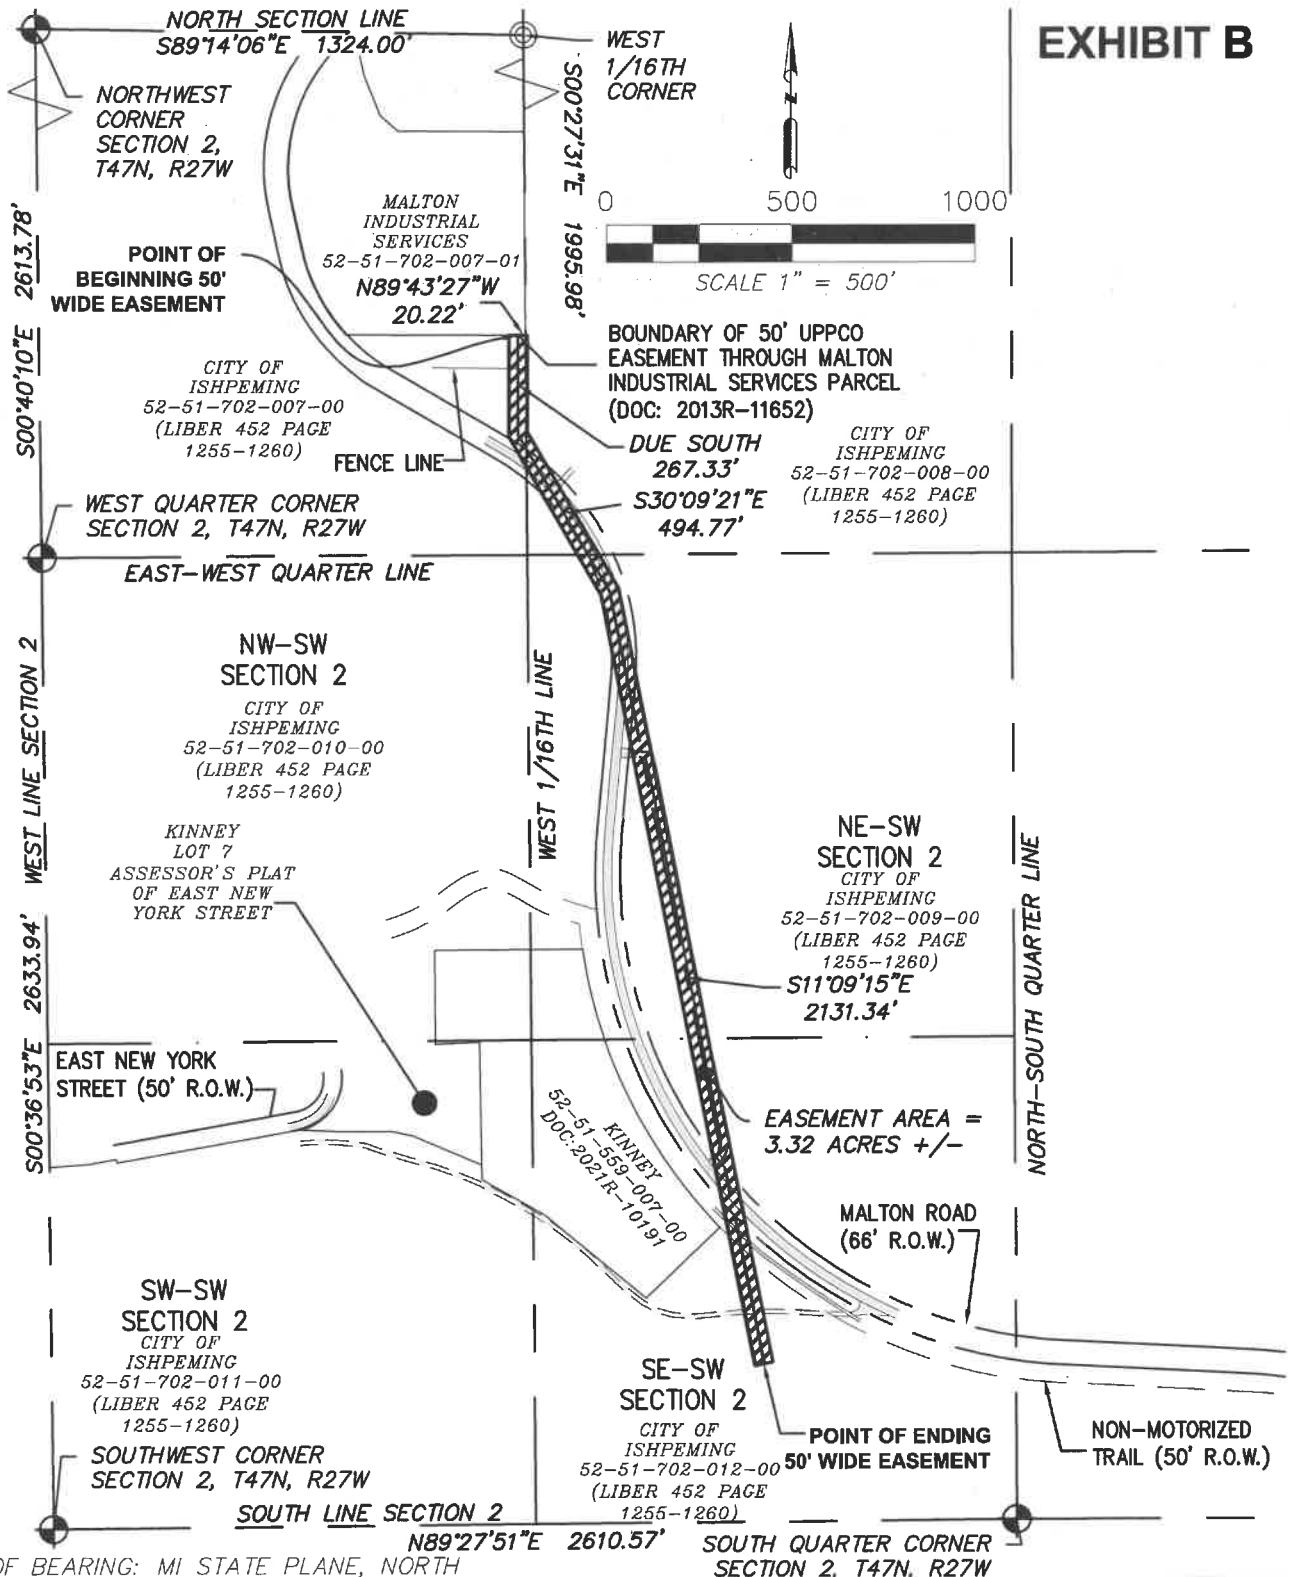 NORTH SECTION LINE
S89°14'06"E 1324.00'
EXHIBIT B
WEST
1/16TH
CORNER
NORTHWEST
CORNER
SECTION 2,
T47N, R27W
S00°27'31"E 1995.98'
N
0 500 1000
SCALE 1" = 500'
MALTON
INDUSTRIAL
SERVICES
52-51-702-007-01
N89°43'27"W
20.22'
POINT OF
BEGINNING 50'
WIDE EASEMENT
S00°40'10"E 2613.78'
BOUNDARY OF 50' UPPCO
EASEMENT THROUGH MALTON
INDUSTRIAL SERVICES PARCEL
(DOC: 2013R-11652)
CITY OF
ISHPEMING
52-51-702-007-00
(LIBER 452 PAGE
1255-1260)
FENCE LINE
DUE SOUTH
267.33'
S30°09'21"E
494.77'
CITY OF
ISHPEMING
52-51-702-008-00
(LIBER 452 PAGE
1255-1260)
WEST QUARTER CORNER
SECTION 2, T47N, R27W
EAST-WEST QUARTER LINE
NW-SW
SECTION 2
CITY OF
ISHPEMING
52-51-702-010-00
(LIBER 452 PAGE
1255-1260)
WEST LINE SECTION 2
WEST 1/16TH LINE
KINNEY
LOT 7
ASSESSOR'S PLAT
OF EAST NEW
YORK STREET
NE-SW
SECTION 2
CITY OF
ISHPEMING
52-51-702-009-00
(LIBER 452 PAGE
1255-1260)
S11°09'15"E
2131.34'
NORTH-SOUTH QUARTER LINE
S00°36'53"E 2633.94'
EAST NEW YORK
STREET (50' R.O.W.)
KINNEY
52-51-559-007-00
DOC:2021R-10191
EASEMENT AREA =
3.32 ACRES +/-
MALTON ROAD
(66' R.O.W.)
SW-SW
SECTION 2
CITY OF
ISHPEMING
52-51-702-011-00
(LIBER 452 PAGE
1255-1260)
SE-SW
SECTION 2
CITY OF
ISHPEMING
52-51-702-012-00
(LIBER 452 PAGE
1255-1260)
POINT OF ENDING
50' WIDE EASEMENT
NON-MOTORIZED
TRAIL (50' R.O.W.)
SOUTHWEST CORNER
SECTION 2, T47N, R27W
SOUTH LINE SECTION 2
N89°27'51"E 2610.57'
SOUTH QUARTER CORNER
SECTION 2, T47N, R27W
OF BEARING: MI STATE PLANE, NORTH